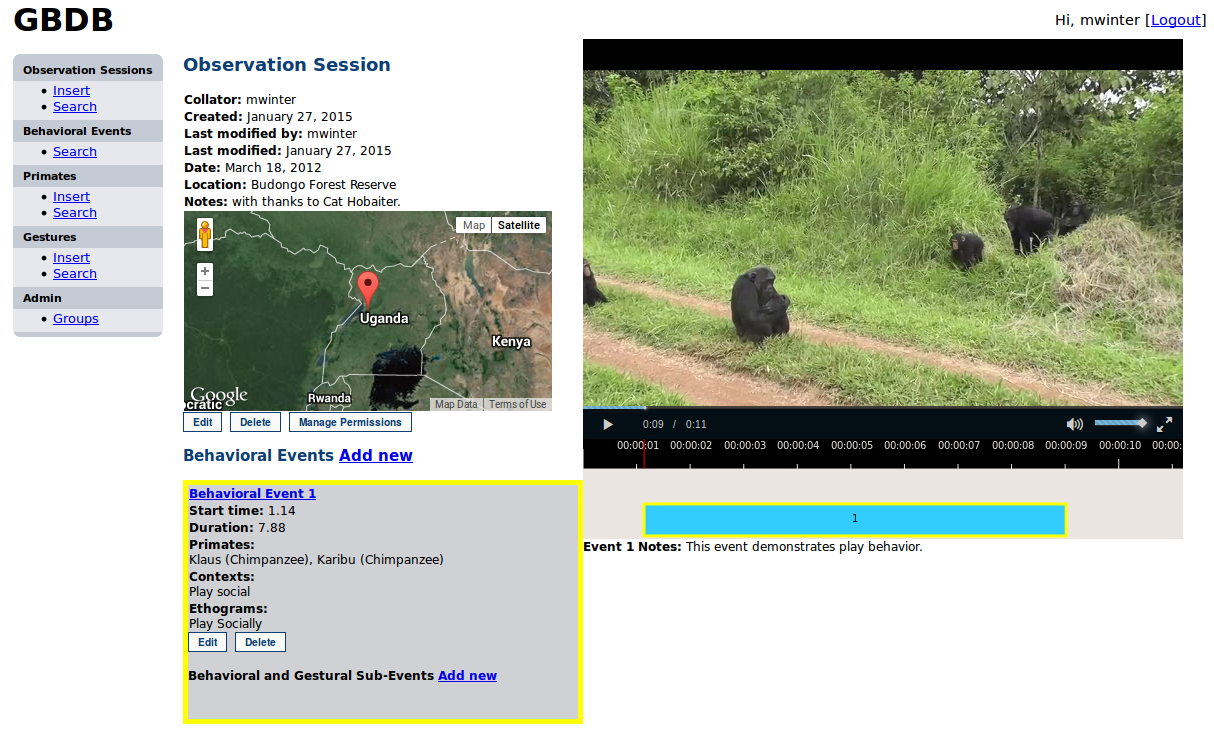 GBDB
Hi, mwinter [Logout]
Observation Sessions
Insert
Search
Behavioral Events
Search
Primates
Insert
Search
Gestures
Insert
Search
Admin
Groups
Observation Session
Collator: mwinter
Created: January 27, 2015
Last modified by: mwinter
Last modified: January 27, 2015
Date: March 18, 2012
Location: Budongo Forest Reserve
Notes: with thanks to Cat Hobaiter.
Map Satellite
+
−
Uganda
Kenya
Rwanda
Google
ocratic
Map Data Terms of Use
Edit Delete Manage Permissions
Behavioral Events Add new
Behavioral Event 1
Start time: 1.14
Duration: 7.88
Primates:
Klaus (Chimpanzee), Karibu (Chimpanzee)
Contexts:
Play social
Ethograms:
Play Socially
Edit Delete
Behavioral and Gestural Sub-Events Add new
0:09 / 0:11
00:00:01 00:00:02 00:00:03 00:00:04 00:00:05 00:00:06 00:00:07 00:00:08 00:00:09 00:00:10 00:00:
1
Event 1 Notes: This event demonstrates play behavior.